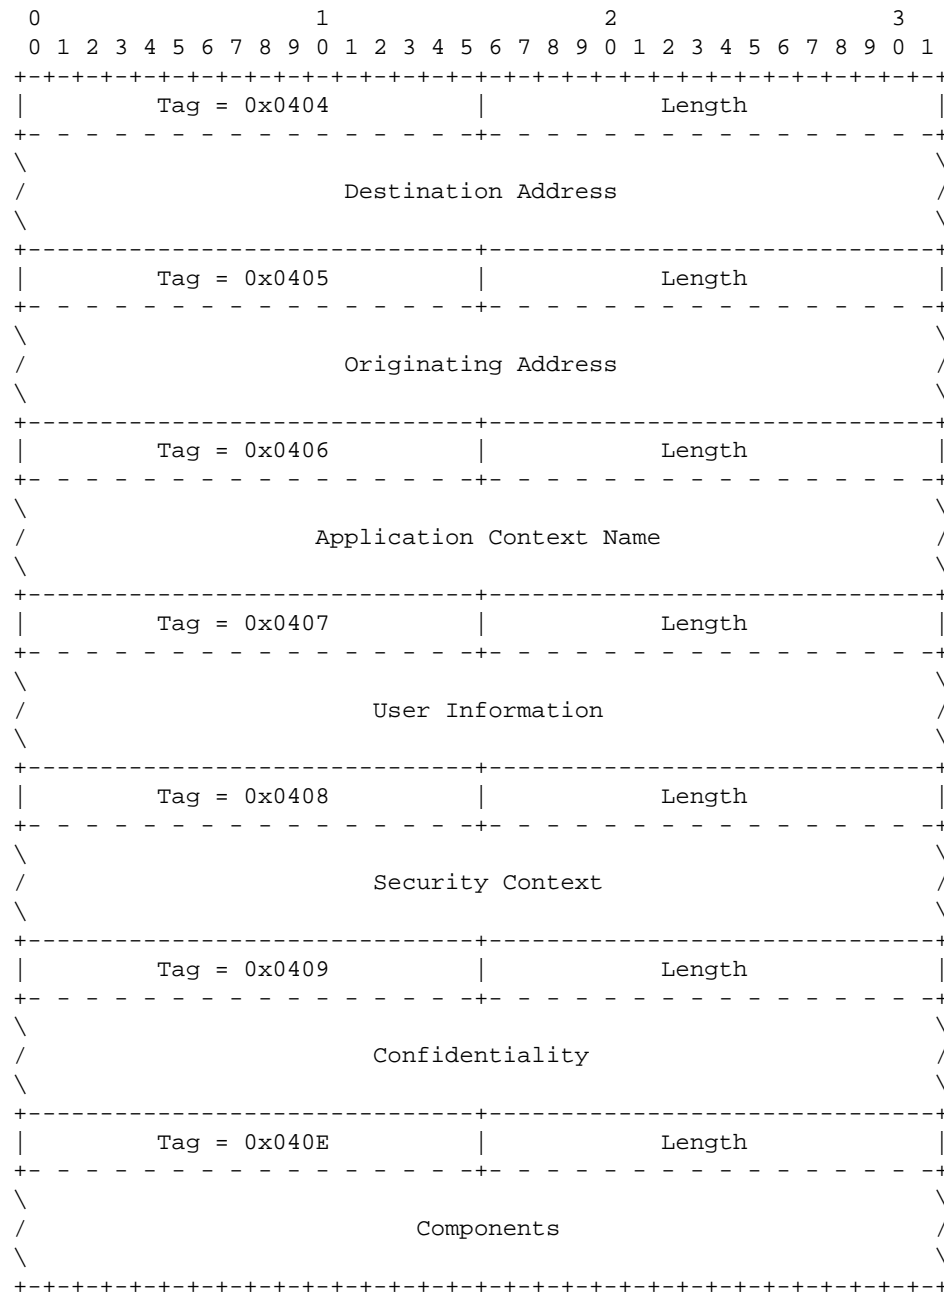 0                   1                   2                   3
 0 1 2 3 4 5 6 7 8 9 0 1 2 3 4 5 6 7 8 9 0 1 2 3 4 5 6 7 8 9 0 1
+-+-+-+-+-+-+-+-+-+-+-+-+-+-+-+-+-+-+-+-+-+-+-+-+-+-+-+-+-+-+-+-+
|         Tag = 0x0404          |            Length             |
+- - - - - - - - - - - - - - - -+- - - - - - - - - - - - - - - -+
\                                                               \
/                      Destination Address                      /
\                                                               \
+-------------------------------+-------------------------------+
|         Tag = 0x0405          |            Length             |
+- - - - - - - - - - - - - - - -+- - - - - - - - - - - - - - - -+
\                                                               \
/                      Originating Address                      /
\                                                               \
+-------------------------------+-------------------------------+
|         Tag = 0x0406          |            Length             |
+- - - - - - - - - - - - - - - -+- - - - - - - - - - - - - - - -+
\                                                               \
/                    Application Context Name                   /
\                                                               \
+-------------------------------+-------------------------------+
|         Tag = 0x0407          |            Length             |
+- - - - - - - - - - - - - - - -+- - - - - - - - - - - - - - - -+
\                                                               \
/                        User Information                       /
\                                                               \
+-------------------------------+-------------------------------+
|         Tag = 0x0408          |            Length             |
+- - - - - - - - - - - - - - - -+- - - - - - - - - - - - - - - -+
\                                                               \
/                        Security Context                       /
\                                                               \
+-------------------------------+-------------------------------+
|         Tag = 0x0409          |            Length             |
+- - - - - - - - - - - - - - - -+- - - - - - - - - - - - - - - -+
\                                                               \
/                        Confidentiality                        /
\                                                               \
+-------------------------------+-------------------------------+
|         Tag = 0x040E          |            Length             |
+- - - - - - - - - - - - - - - -+- - - - - - - - - - - - - - - -+
\                                                               \
/                           Components                          /
\                                                               \
+-+-+-+-+-+-+-+-+-+-+-+-+-+-+-+-+-+-+-+-+-+-+-+-+-+-+-+-+-+-+-+-+